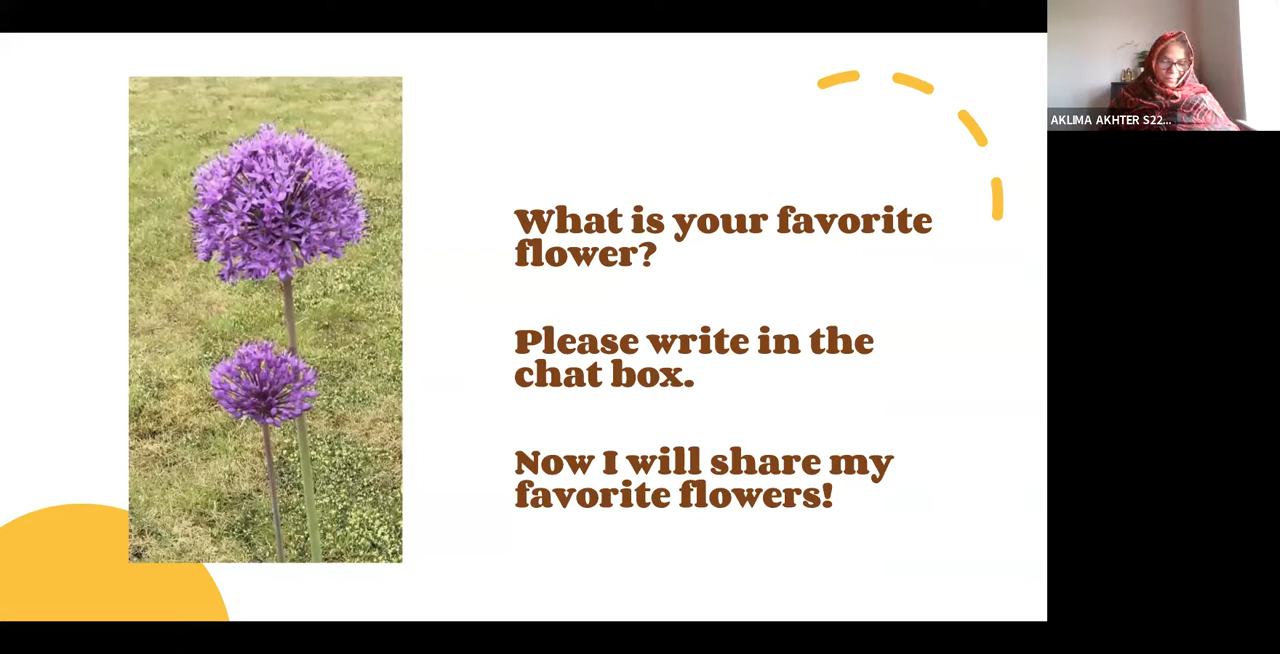 AKLIMA AKHTER S22...
What is your favorite
flower?
Please write in the
chat box.
Now I will share my
favorite flowers!